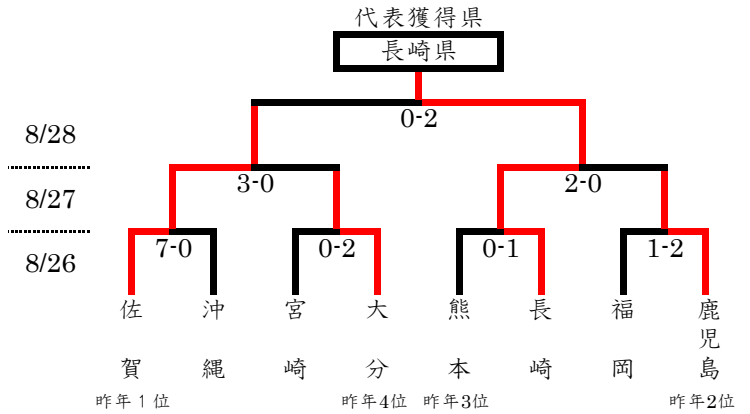 代表獲得県
長崎県
0-2
8/28
3-0
2-0
8/27
7-0
0-2
0-1
1-2
8/26
佐賀
沖縄
宮崎
大分
熊本
長崎
福岡
鹿児島
昨年1位
昨年4位
昨年3位
昨年2位